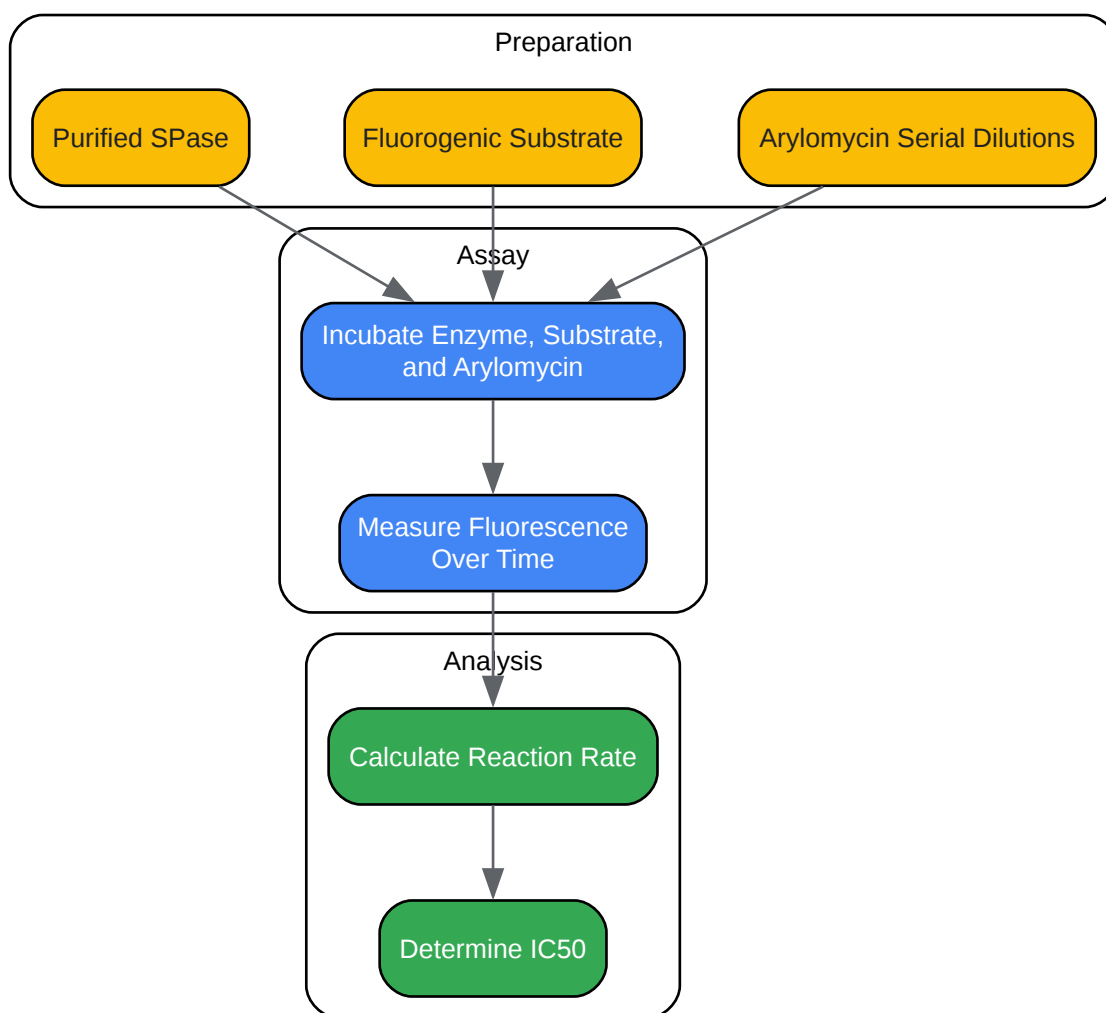 Preparation
Purified SPase
Fluorogenic Substrate
Arylomycin Serial Dilutions
Assay
Incubate Enzyme, Substrate,
and Arylomycin
Measure Fluorescence
Over Time
Analysis
Calculate Reaction Rate
Determine IC50